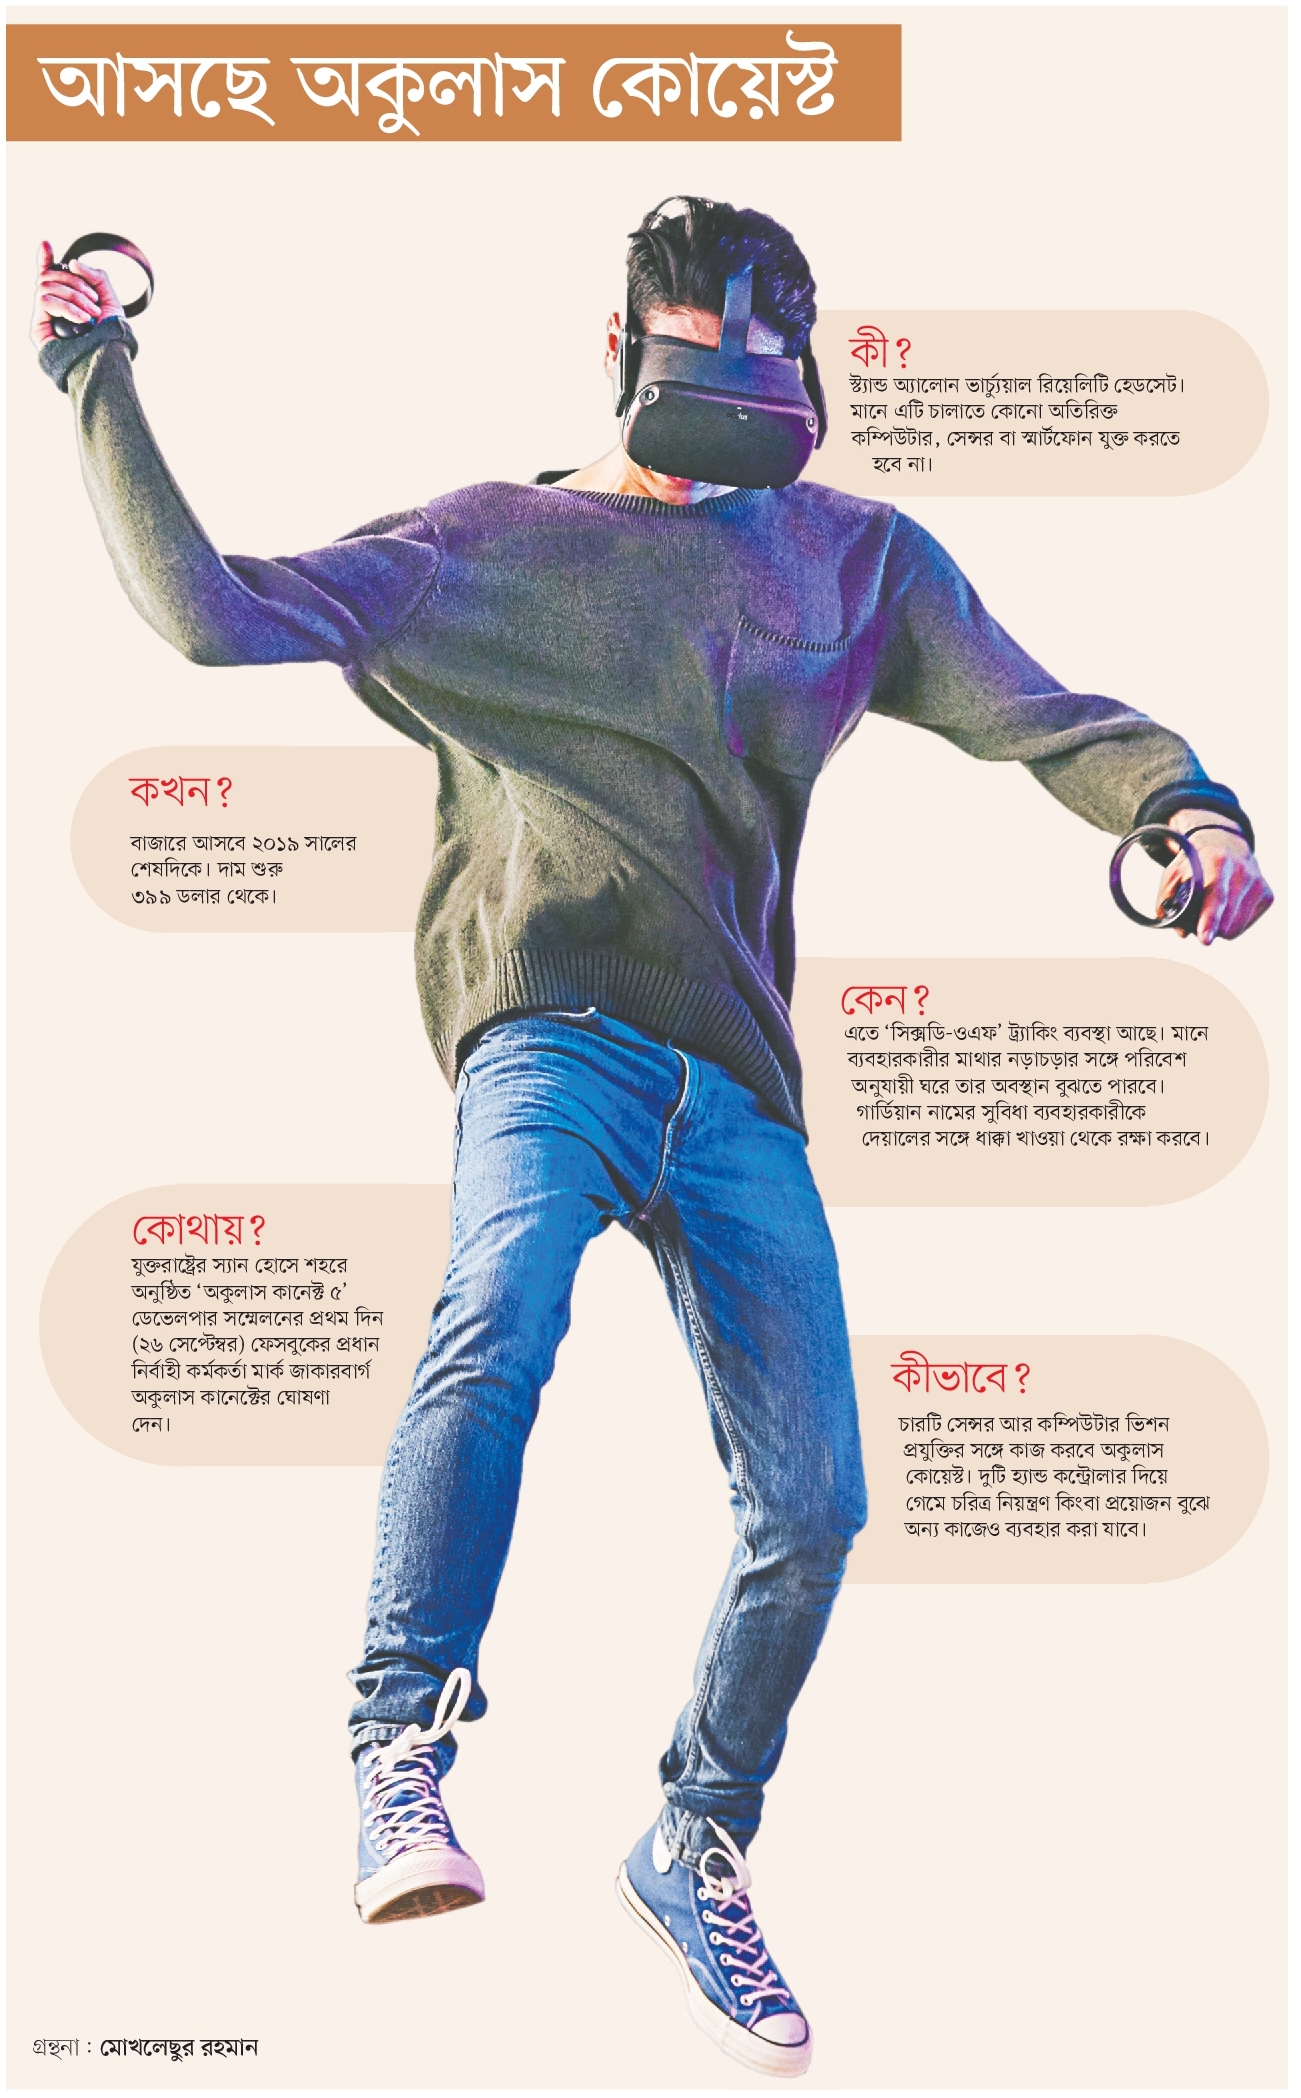 আসছে অকুলাস কোয়েস্ট
কী?
স্ট্যান্ড অ্যালোন ভার্চ্যুয়াল রিয়েলিটি হেডসেট।
মানে এটি চালাতে কোনো অতিরিক্ত
কম্পিউটার, সেন্সর বা স্মার্টফোন যুক্ত করতে
হবে না।
কখন?
বাজারে আসবে ২০১৯ সালের
শেষদিকে। দাম শুরু
৩৯৯ ডলার থেকে।
কেন?
এতে ‘সিক্সডি-ওএফ’ ট্র্যাকিং ব্যবস্থা আছে। মানে
ব্যবহারকারীর মাথার নড়াচড়ার সঙ্গে পরিবেশ
অনুযায়ী ঘরে তার অবস্থান বুঝতে পারবে।
গার্ডিয়ান নামের সুবিধা ব্যবহারকারীকে
দেয়ালের সঙ্গে ধাক্কা খাওয়া থেকে রক্ষা করবে।
কোথায়?
যুক্তরাষ্ট্রের স্যান হোসে শহরে
অনুষ্ঠিত ‘অকুলাস কানেক্ট ৫’
ডেভেলপার সম্মেলনের প্রথম দিন
(২৬ সেপ্টেম্বর) ফেসবুকের প্রধান
নির্বাহী কর্মকর্তা মার্ক জাকারবার্গ
অকুলাস কানেক্টের ঘোষণা
দেন।
কীভাবে?
চারটি সেন্সর আর কম্পিউটার ভিশন
প্রযুক্তির সঙ্গে কাজ করবে অকুলাস
কোয়েস্ট। দুটি হ্যান্ড কন্ট্রোলার দিয়ে
গেমে চরিত্র নিয়ন্ত্রণ কিংবা প্রয়োজন বুঝে
অন্য কাজেও ব্যবহার করা যাবে।
গ্রন্থনা : মোখলেছুর রহমান